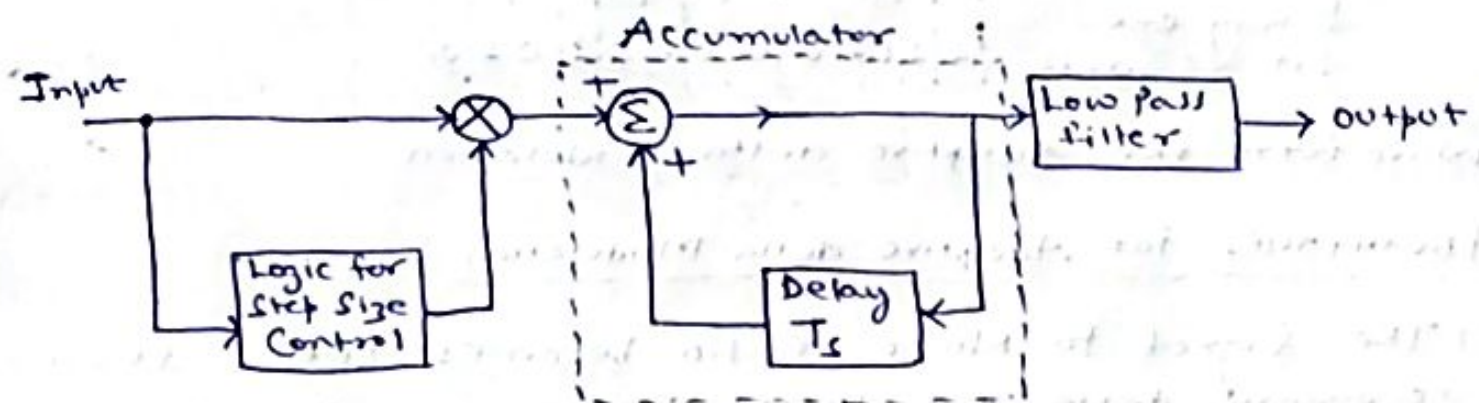 Accumulator
Input
+
Σ
+
Low Pass
filter
output
Logic for
Step Size
Control
Delay
Ts